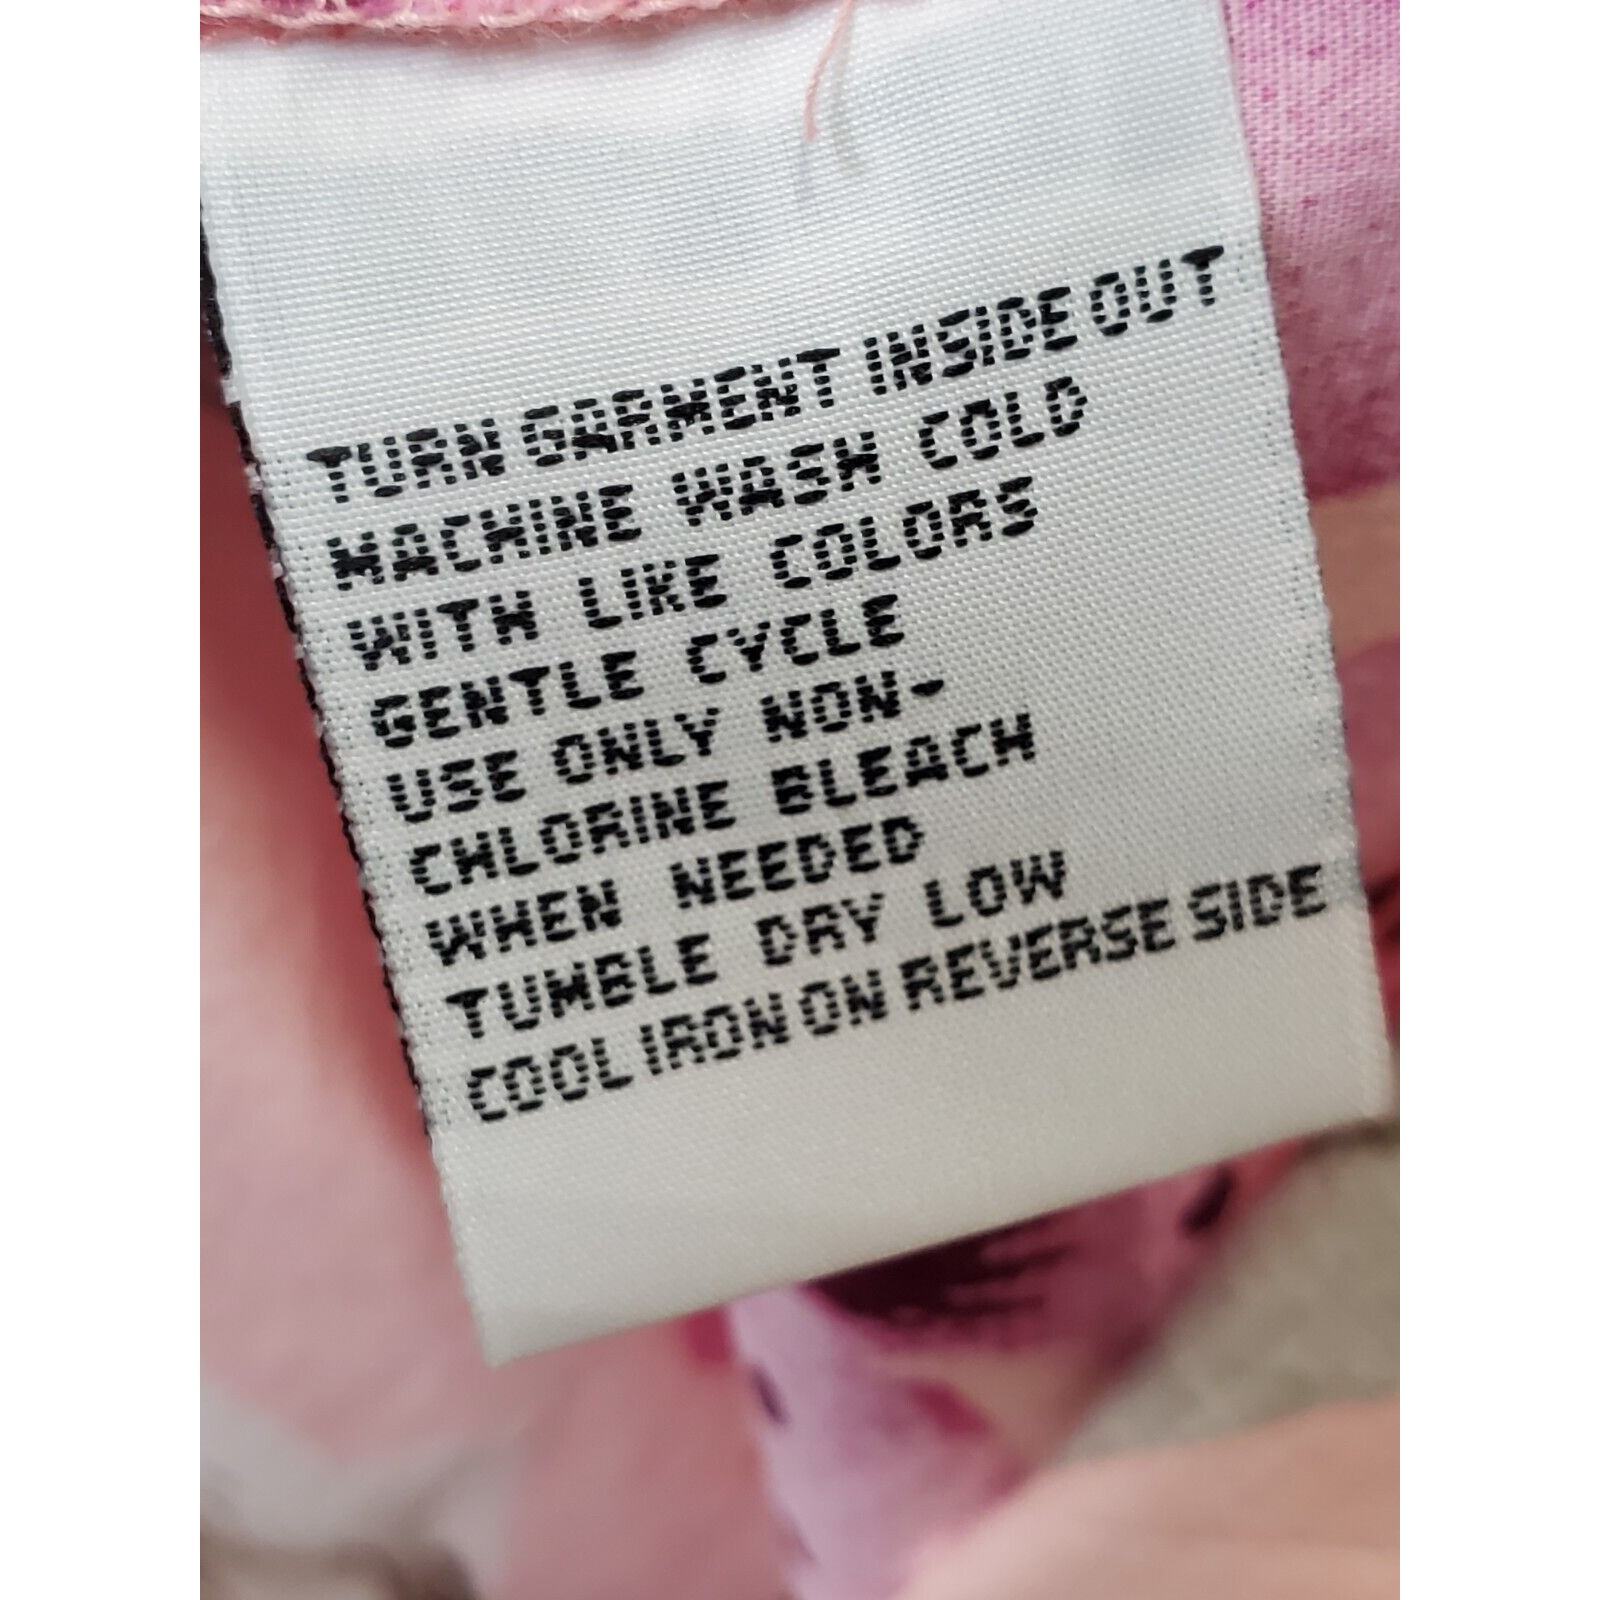 TURN GARMENT INSIDE OUT
MACHINE WASH COLD
WITH LIKE COLORS
GENTLE CYCLE
USE ONLY NON-
CHLORINE BLEACH
WHEN NEEDED
TUMBLE DRY LOW
COOL IRON ON REVERSE SIDE